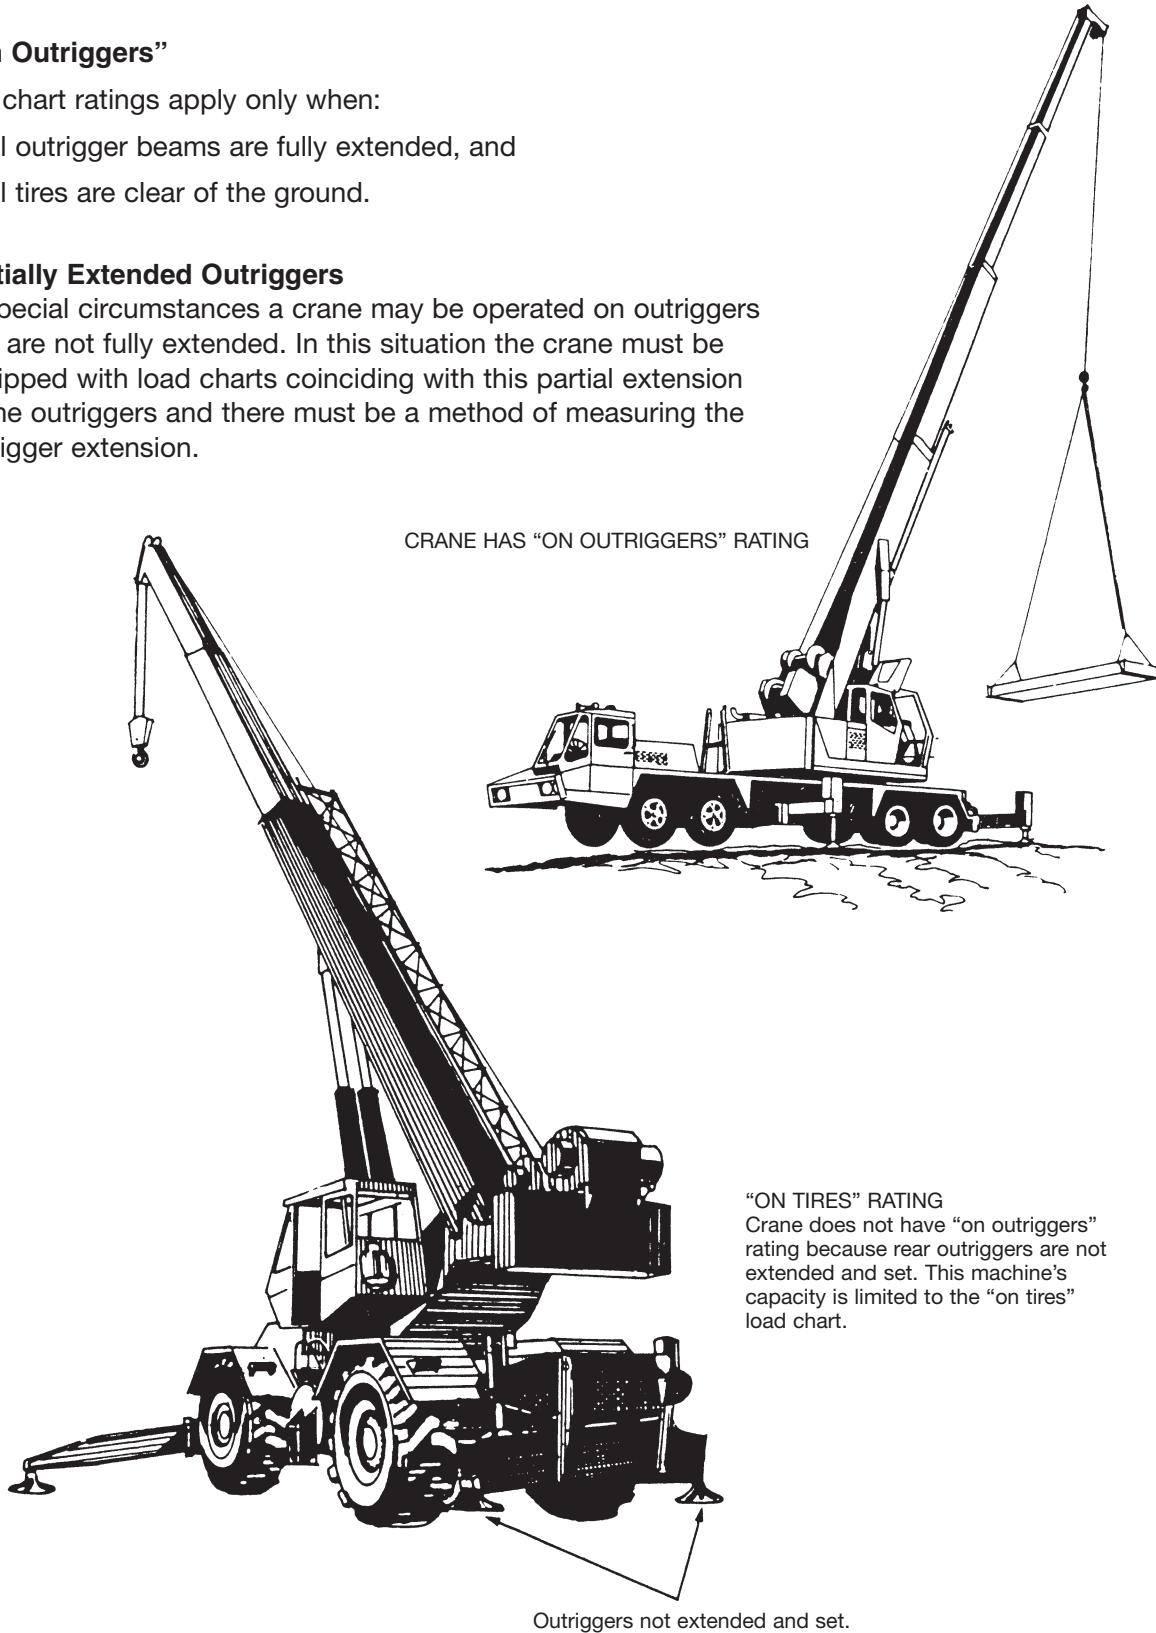 Outriggers”
chart ratings apply only when:
outrigger beams are fully extended, and
tires are clear of the ground.
tially Extended Outriggers
pecial circumstances a crane may be operated on outriggers
are not fully extended. In this situation the crane must be
ipped with load charts coinciding with this partial extension
he outriggers and there must be a method of measuring the
igger extension.
CRANE HAS “ON OUTRIGGERS” RATING
“ON TIRES” RATING
Crane does not have “on outriggers”
rating because rear outriggers are not
extended and set. This machine’s
capacity is limited to the “on tires”
load chart.
Outriggers not extended and set.